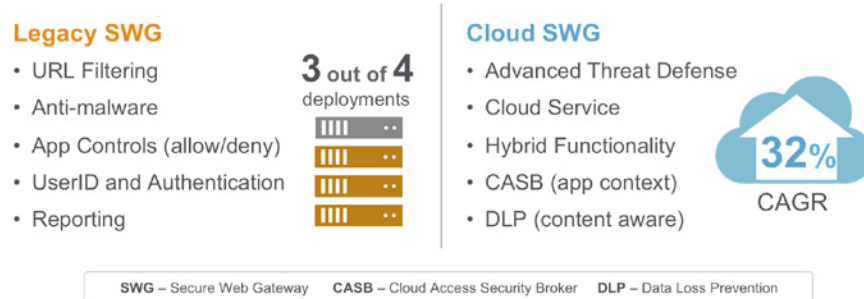 Legacy SWG
• URL Filtering
• Anti-malware
• App Controls (allow/deny)
• UserID and Authentication
• Reporting
3 out of 4
deployments
Cloud SWG
• Advanced Threat Defense
• Cloud Service
• Hybrid Functionality
• CASB (app context)
• DLP (content aware)
32%
CAGR
SWG – Secure Web Gateway CASB – Cloud Access Security Broker DLP – Data Loss Prevention